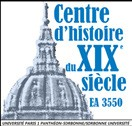 Centre
d'histoire
du XIXe
siècle
EA 3550
UNIVERSITÉ PARIS 1 PANTHÉON-SORBONNE/SORBONNE UNIVERSITÉ